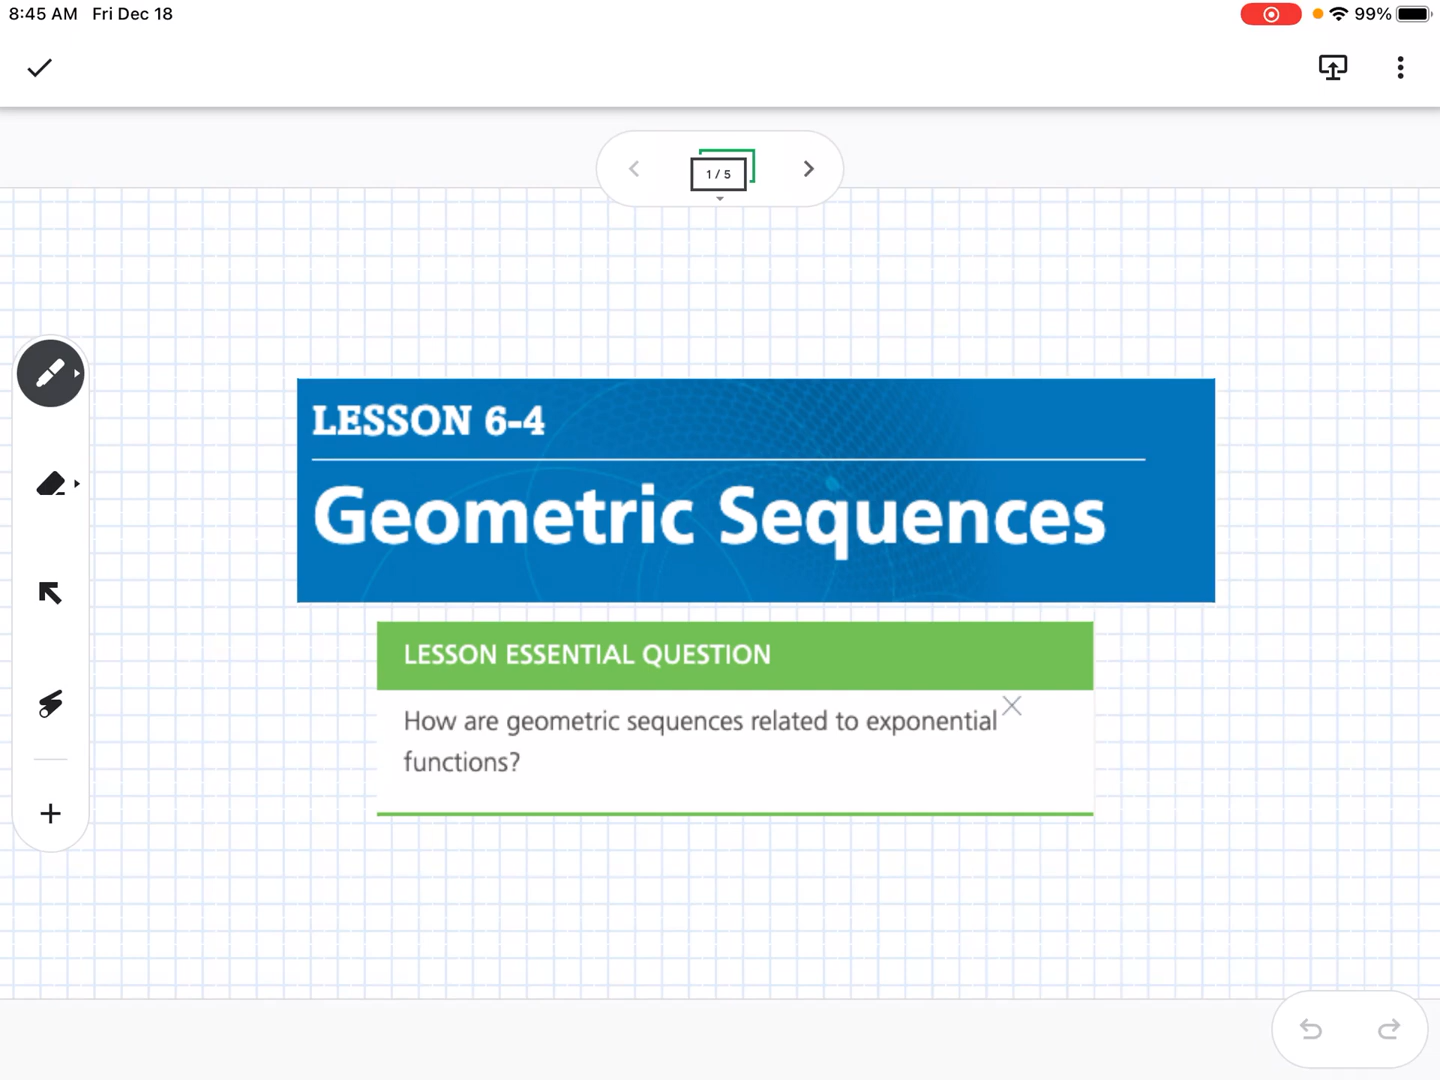 8:45 AM Fri Dec 18
99%
1 / 5
LESSON 6-4
Geometric Sequences
LESSON ESSENTIAL QUESTION
How are geometric sequences related to exponential
functions?